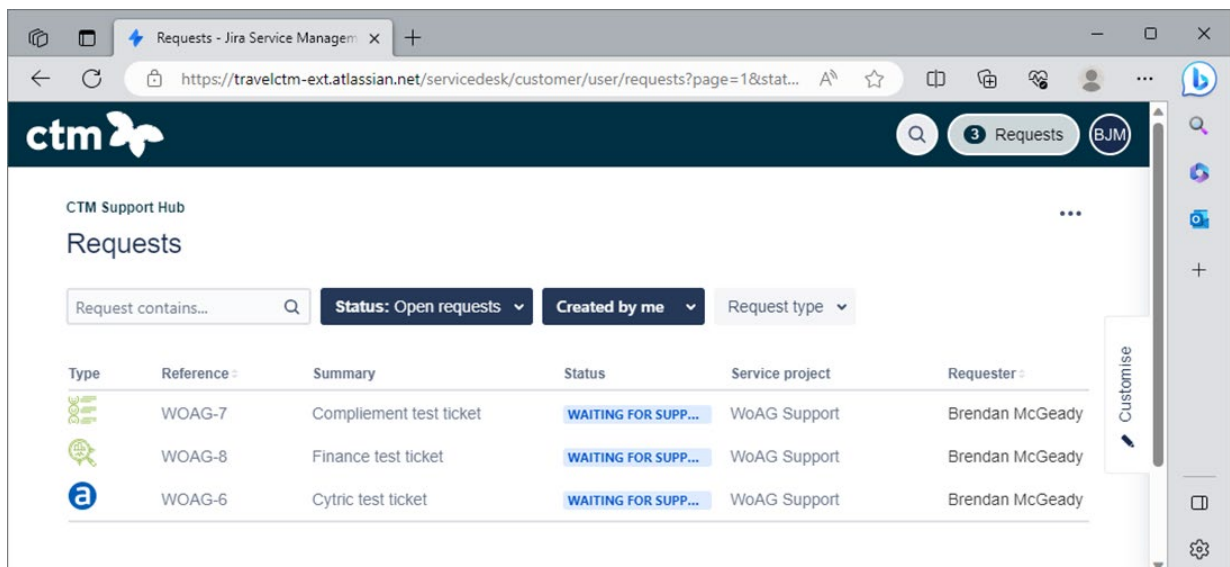 Requests - Jira Service Managem
https://travelctm-ext.atlassian.net/servicedesk/customer/user/requests?page=1&stat...
ctm
3 Requests BJM
CTM Support Hub
Requests
Request contains... Status: Open requests Created by me Request type
Customise
Type Reference Summary Status Service project Requester
WOAG-7 Compliement test ticket WAITING FOR SUPP... WoAG Support Brendan McGeady
WOAG-8 Finance test ticket WAITING FOR SUPP... WoAG Support Brendan McGeady
a WOAG-6 Cytric test ticket WAITING FOR SUPP... WoAG Support Brendan McGeady